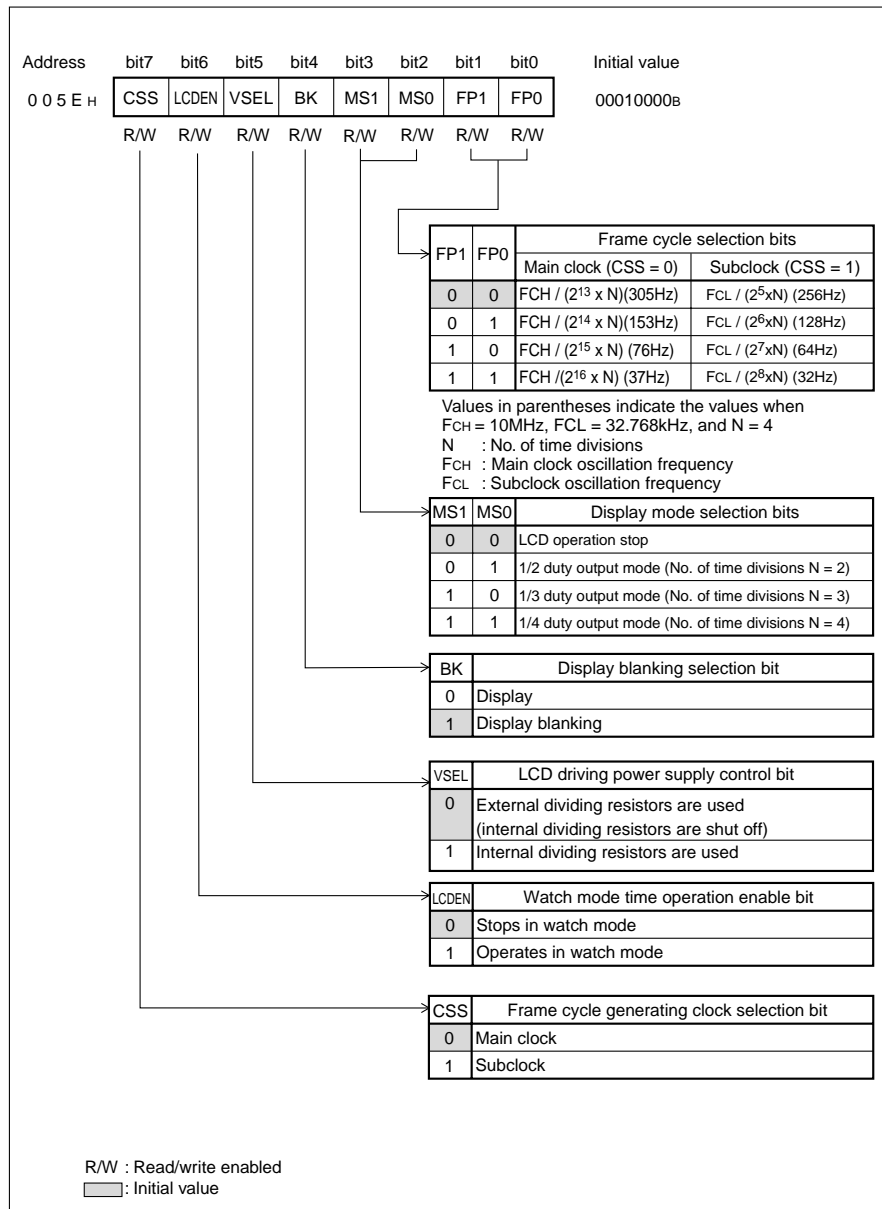 Address bit7 bit6 bit5 bit4 bit3 bit2 bit1 bit0 Initial value
0 0 5 E H CSS LCDEN VSEL BK MS1 MS0 FP1 FP0 00010000B
R/W R/W R/W R/W R/W R/W R/W R/W
FP1 FP0 Frame cycle selection bits
Main clock (CSS = 0) Subclock (CSS = 1)
0 0 FCH / (2¹³ x N)(305Hz) FCL / (2⁵xN) (256Hz)
0 1 FCH / (2¹⁴ x N)(153Hz) FCL / (2⁶xN) (128Hz)
1 0 FCH / (2¹⁵ x N) (76Hz) FCL / (2⁷xN) (64Hz)
1 1 FCH /(2¹⁶ x N) (37Hz) FCL / (2⁸xN) (32Hz)
Values in parentheses indicate the values when
FCH = 10MHz, FCL = 32.768kHz, and N = 4
N : No. of time divisions
FCH : Main clock oscillation frequency
FCL : Subclock oscillation frequency
MS1 MS0 Display mode selection bits
0 0 LCD operation stop
0 1 1/2 duty output mode (No. of time divisions N = 2)
1 0 1/3 duty output mode (No. of time divisions N = 3)
1 1 1/4 duty output mode (No. of time divisions N = 4)
BK Display blanking selection bit
0 Display
1 Display blanking
VSEL LCD driving power supply control bit
0 External dividing resistors are used
(internal dividing resistors are shut off)
1 Internal dividing resistors are used
LCDEN Watch mode time operation enable bit
0 Stops in watch mode
1 Operates in watch mode
CSS Frame cycle generating clock selection bit
0 Main clock
1 Subclock
R/W : Read/write enabled
: Initial value